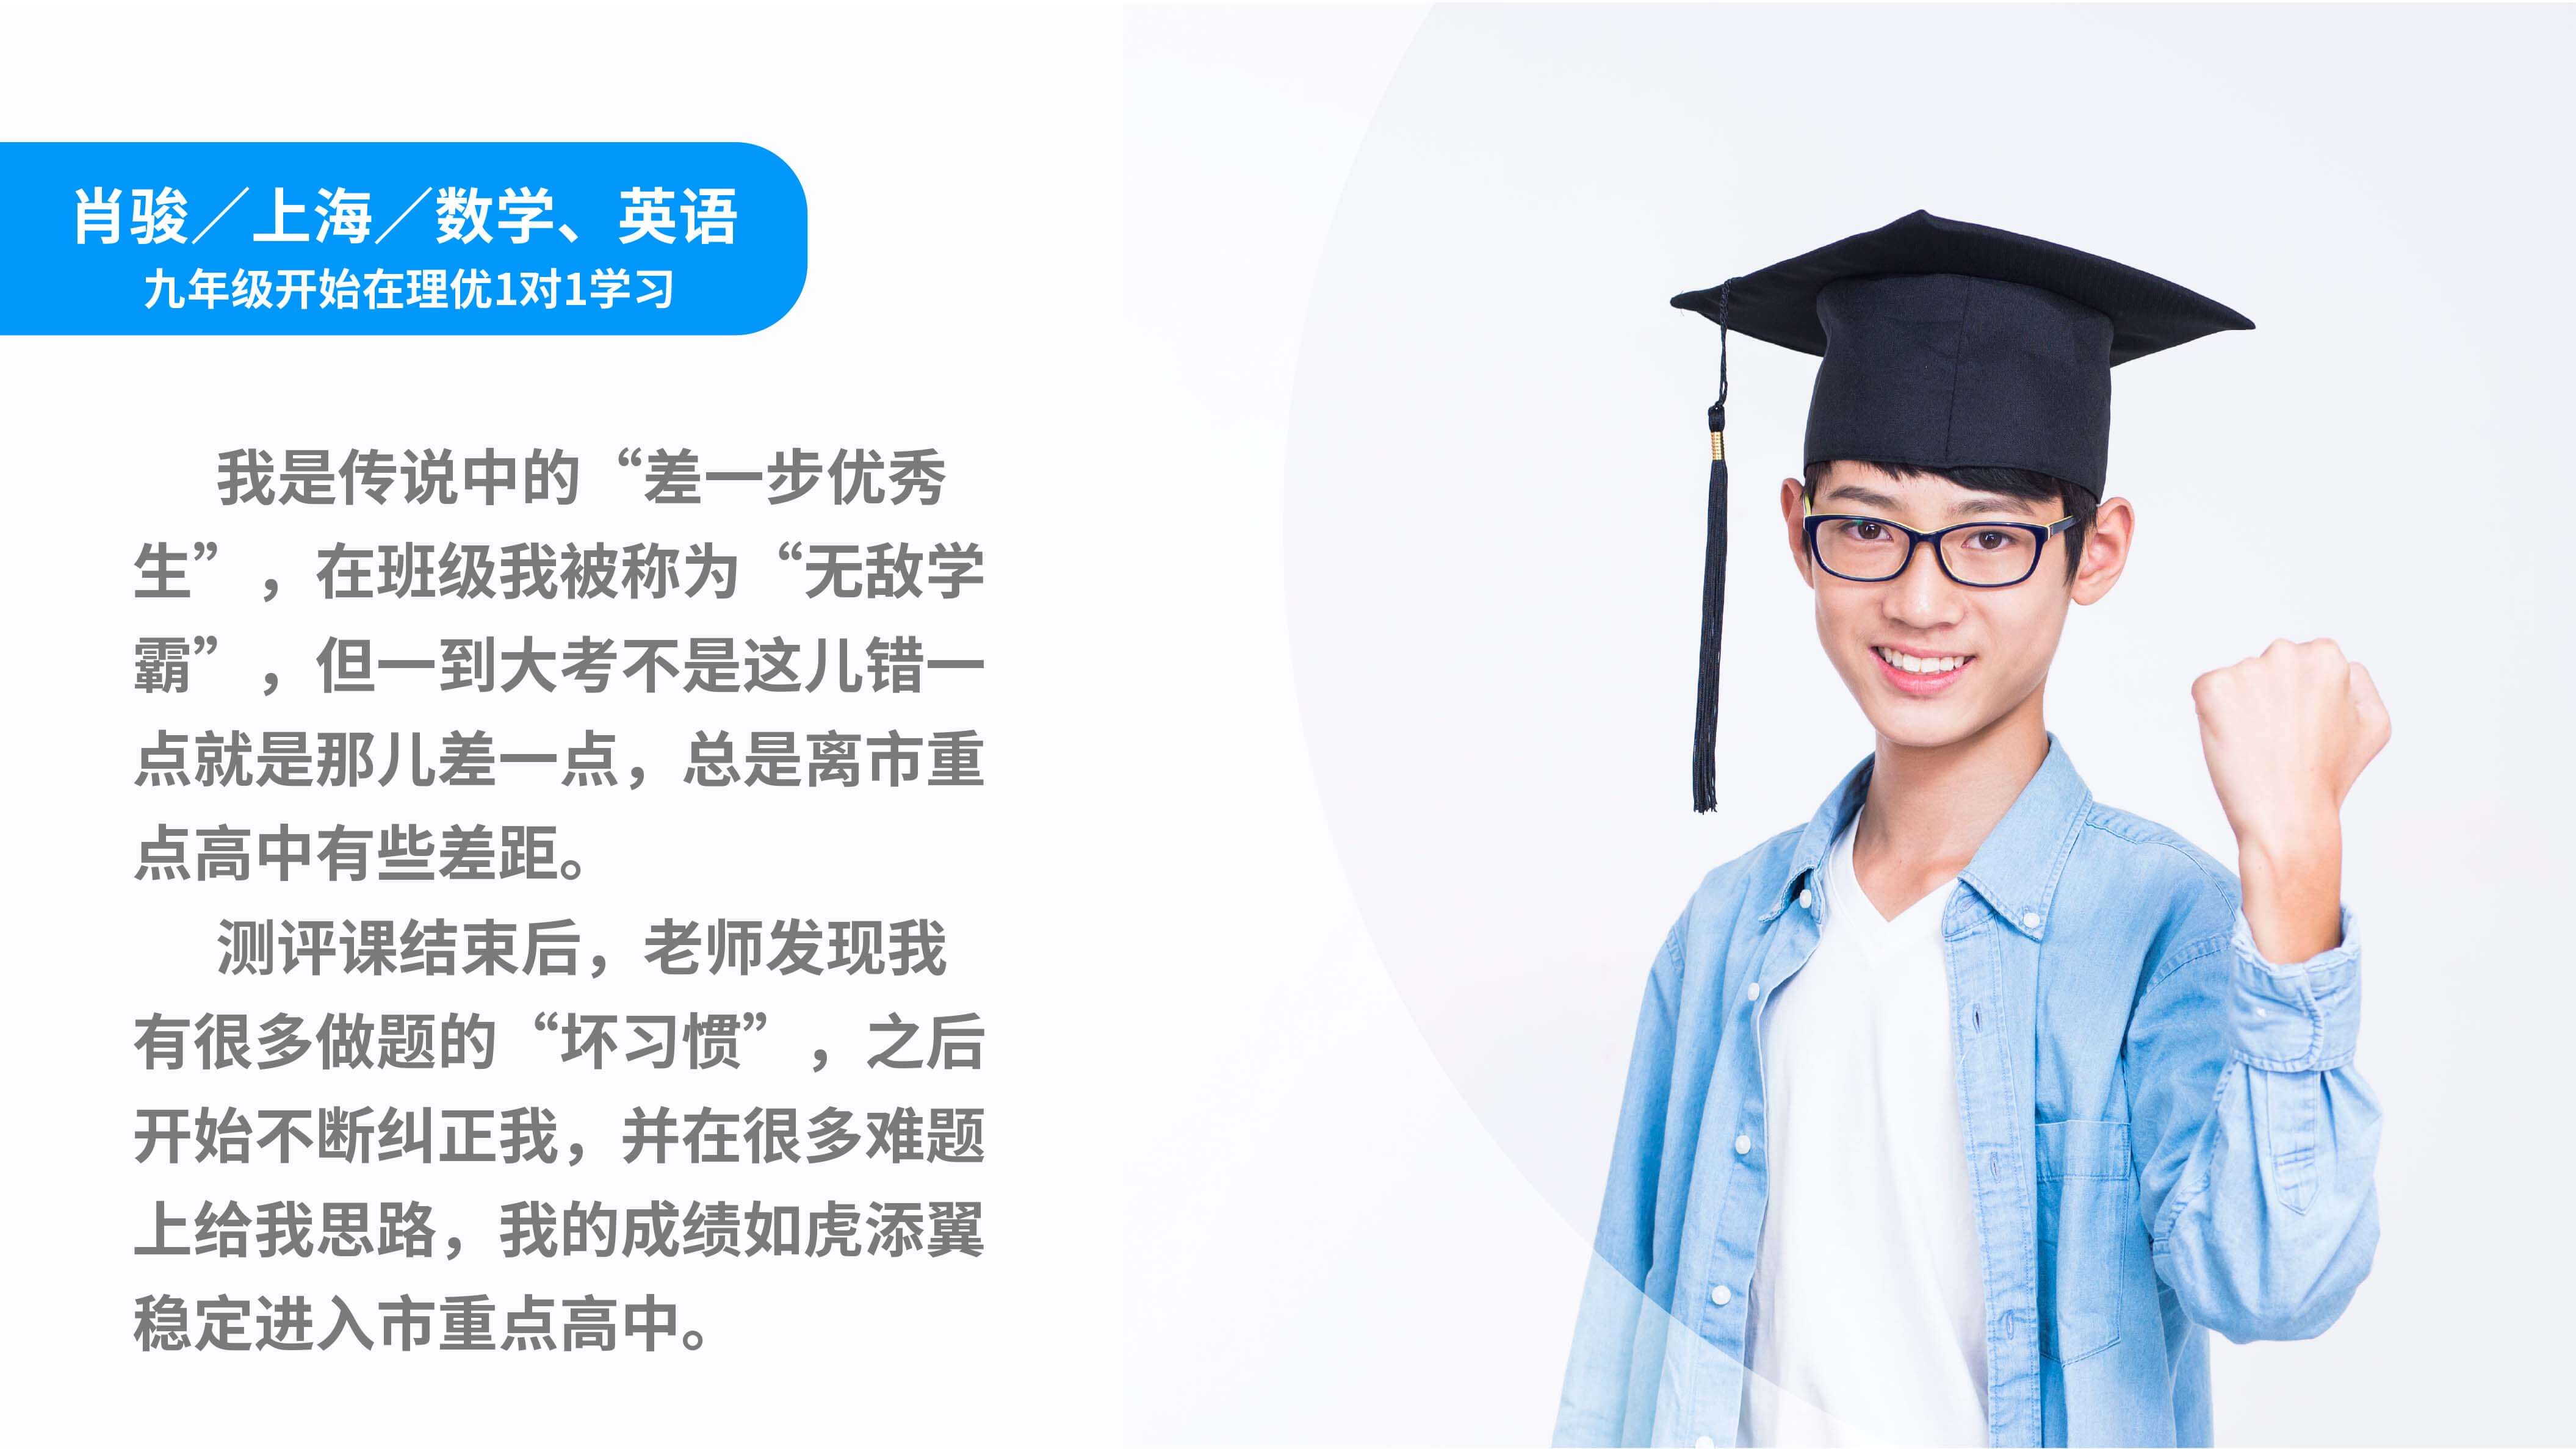 肖骏／上海／数学、英语
九年级开始在理优1对1学习
我是传说中的“差一步优秀
生”，在班级我被称为“无敌学
霸”，但一到大考不是这儿错一
点就是那儿差一点，总是离市重
点高中有些差距。
测评课结束后，老师发现我
有很多做题的“坏习惯”，之后
开始不断纠正我，并在很多难题
上给我思路，我的成绩如虎添翼
稳定进入市重点高中。